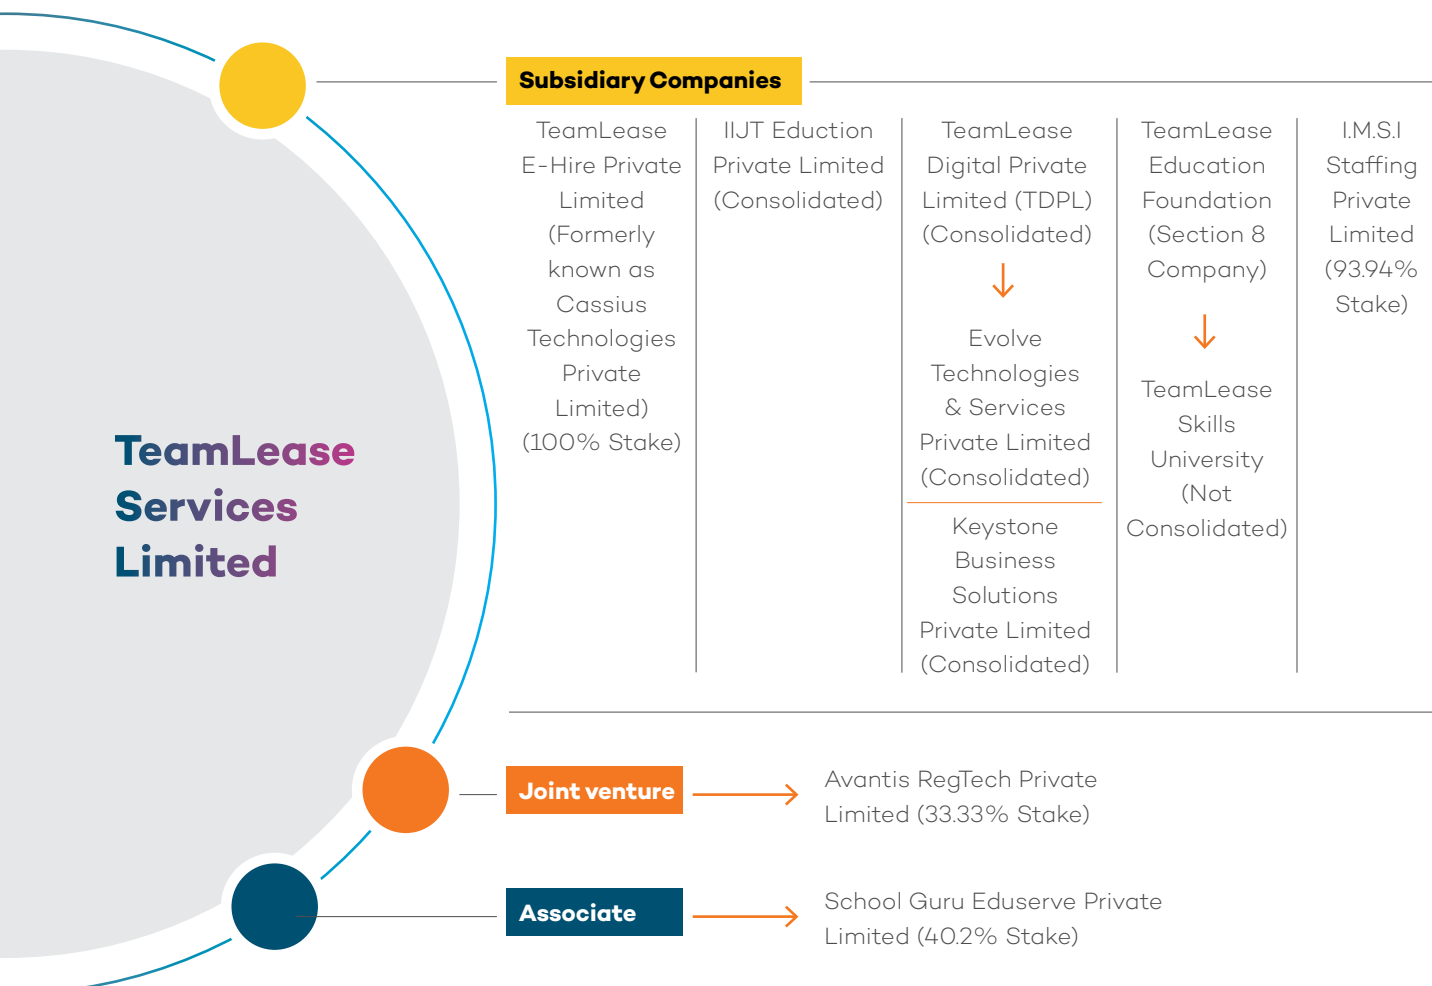 TeamLease
Services
Limited
Subsidiary Companies
TeamLease
E-Hire Private
Limited
(Formerly
known as
Cassius
Technologies
Private
Limited)
(100% Stake)
IIJT Eduction
Private Limited
(Consolidated)
TeamLease
Digital Private
Limited (TDPL)
(Consolidated)
Evolve
Technologies
& Services
Private Limited
(Consolidated)
Keystone
Business
Solutions
Private Limited
(Consolidated)
TeamLease
Education
Foundation
(Section 8
Company)
TeamLease
Skills
University
(Not
Consolidated)
I.M.S.I
Staffing
Private
Limited
(93.94%
Stake)
Joint venture
Avantis RegTech Private
Limited (33.33% Stake)
Associate
School Guru Eduserve Private
Limited (40.2% Stake)